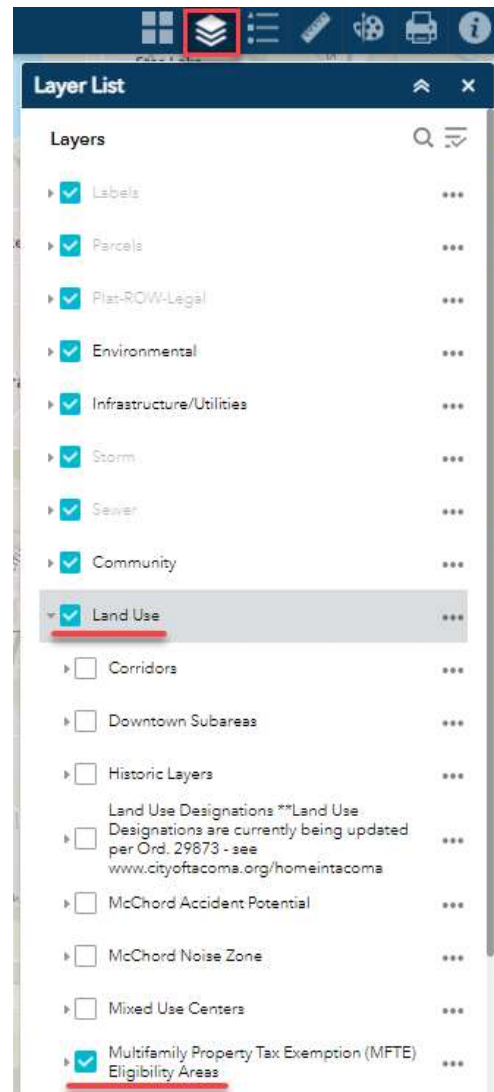 Layer List
Layers
Labels
Parcels
Plat-ROW-Legal
Environmental
Infrastructure/Utilities
Storm
Sewer
Community
Land Use
Corridors
Downtown Subareas
Historic Layers
Land Use Designations **Land Use
Designations are currently being updated
per Ord. 29873 - see
www.cityoftacoma.org/homeintacoma
McChord Accident Potential
McChord Noise Zone
Mixed Use Centers
Multifamily Property Tax Exemption (MFTE)
Eligibility Areas